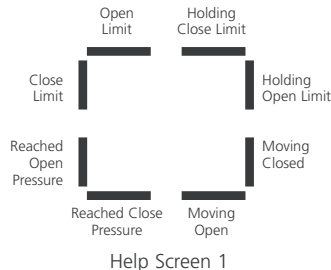 Open
Limit
Holding
Close Limit
Close
Limit
Holding
Open Limit
Reached
Open
Pressure
Moving
Closed
Reached Close
Pressure
Moving
Open
Help Screen 1